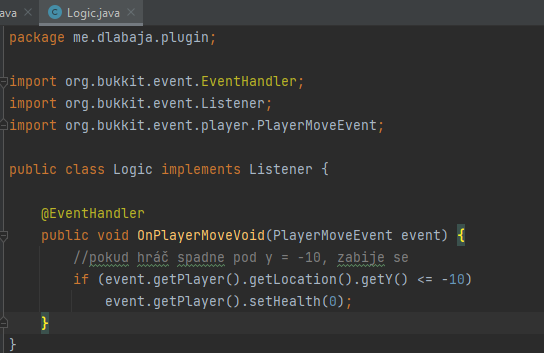 ava × Logic.java ×
package me.dlabaja.plugin;
import org.bukkit.event.EventHandler;
import org.bukkit.event.Listener;
import org.bukkit.event.player.PlayerMoveEvent;
public class Logic implements Listener {
@EventHandler
public void OnPlayerMoveVoid(PlayerMoveEvent event) {
//pokud hráč spadne pod y = -10, zabije se
if (event.getPlayer().getLocation().getY() <= -10)
event.getPlayer().setHealth(0);
}
}